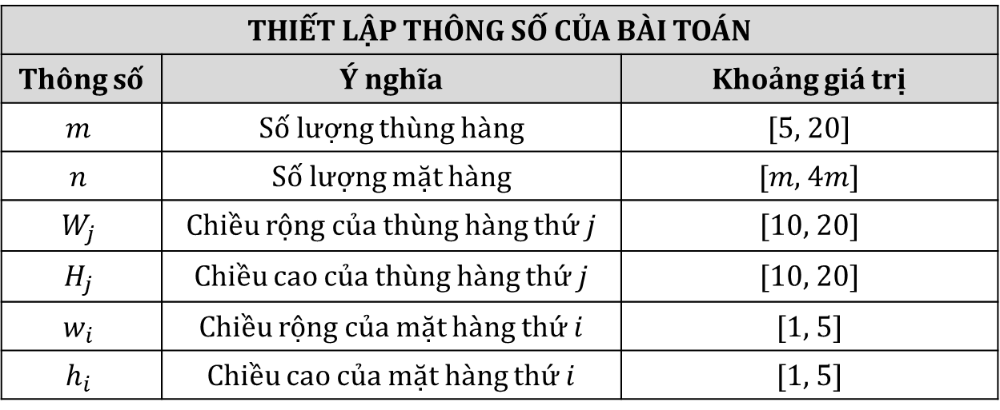 THIẾT LẬP THÔNG SỐ CỦA BÀI TOÁN
Thông số Ý nghĩa Khoảng giá trị
m Số lượng thùng hàng [5, 20]
n Số lượng mặt hàng [m, 4m]
W_j Chiều rộng của thùng hàng thứ j [10, 20]
H_j Chiều cao của thùng hàng thứ j [10, 20]
w_i Chiều rộng của mặt hàng thứ i [1, 5]
h_i Chiều cao của mặt hàng thứ i [1, 5]